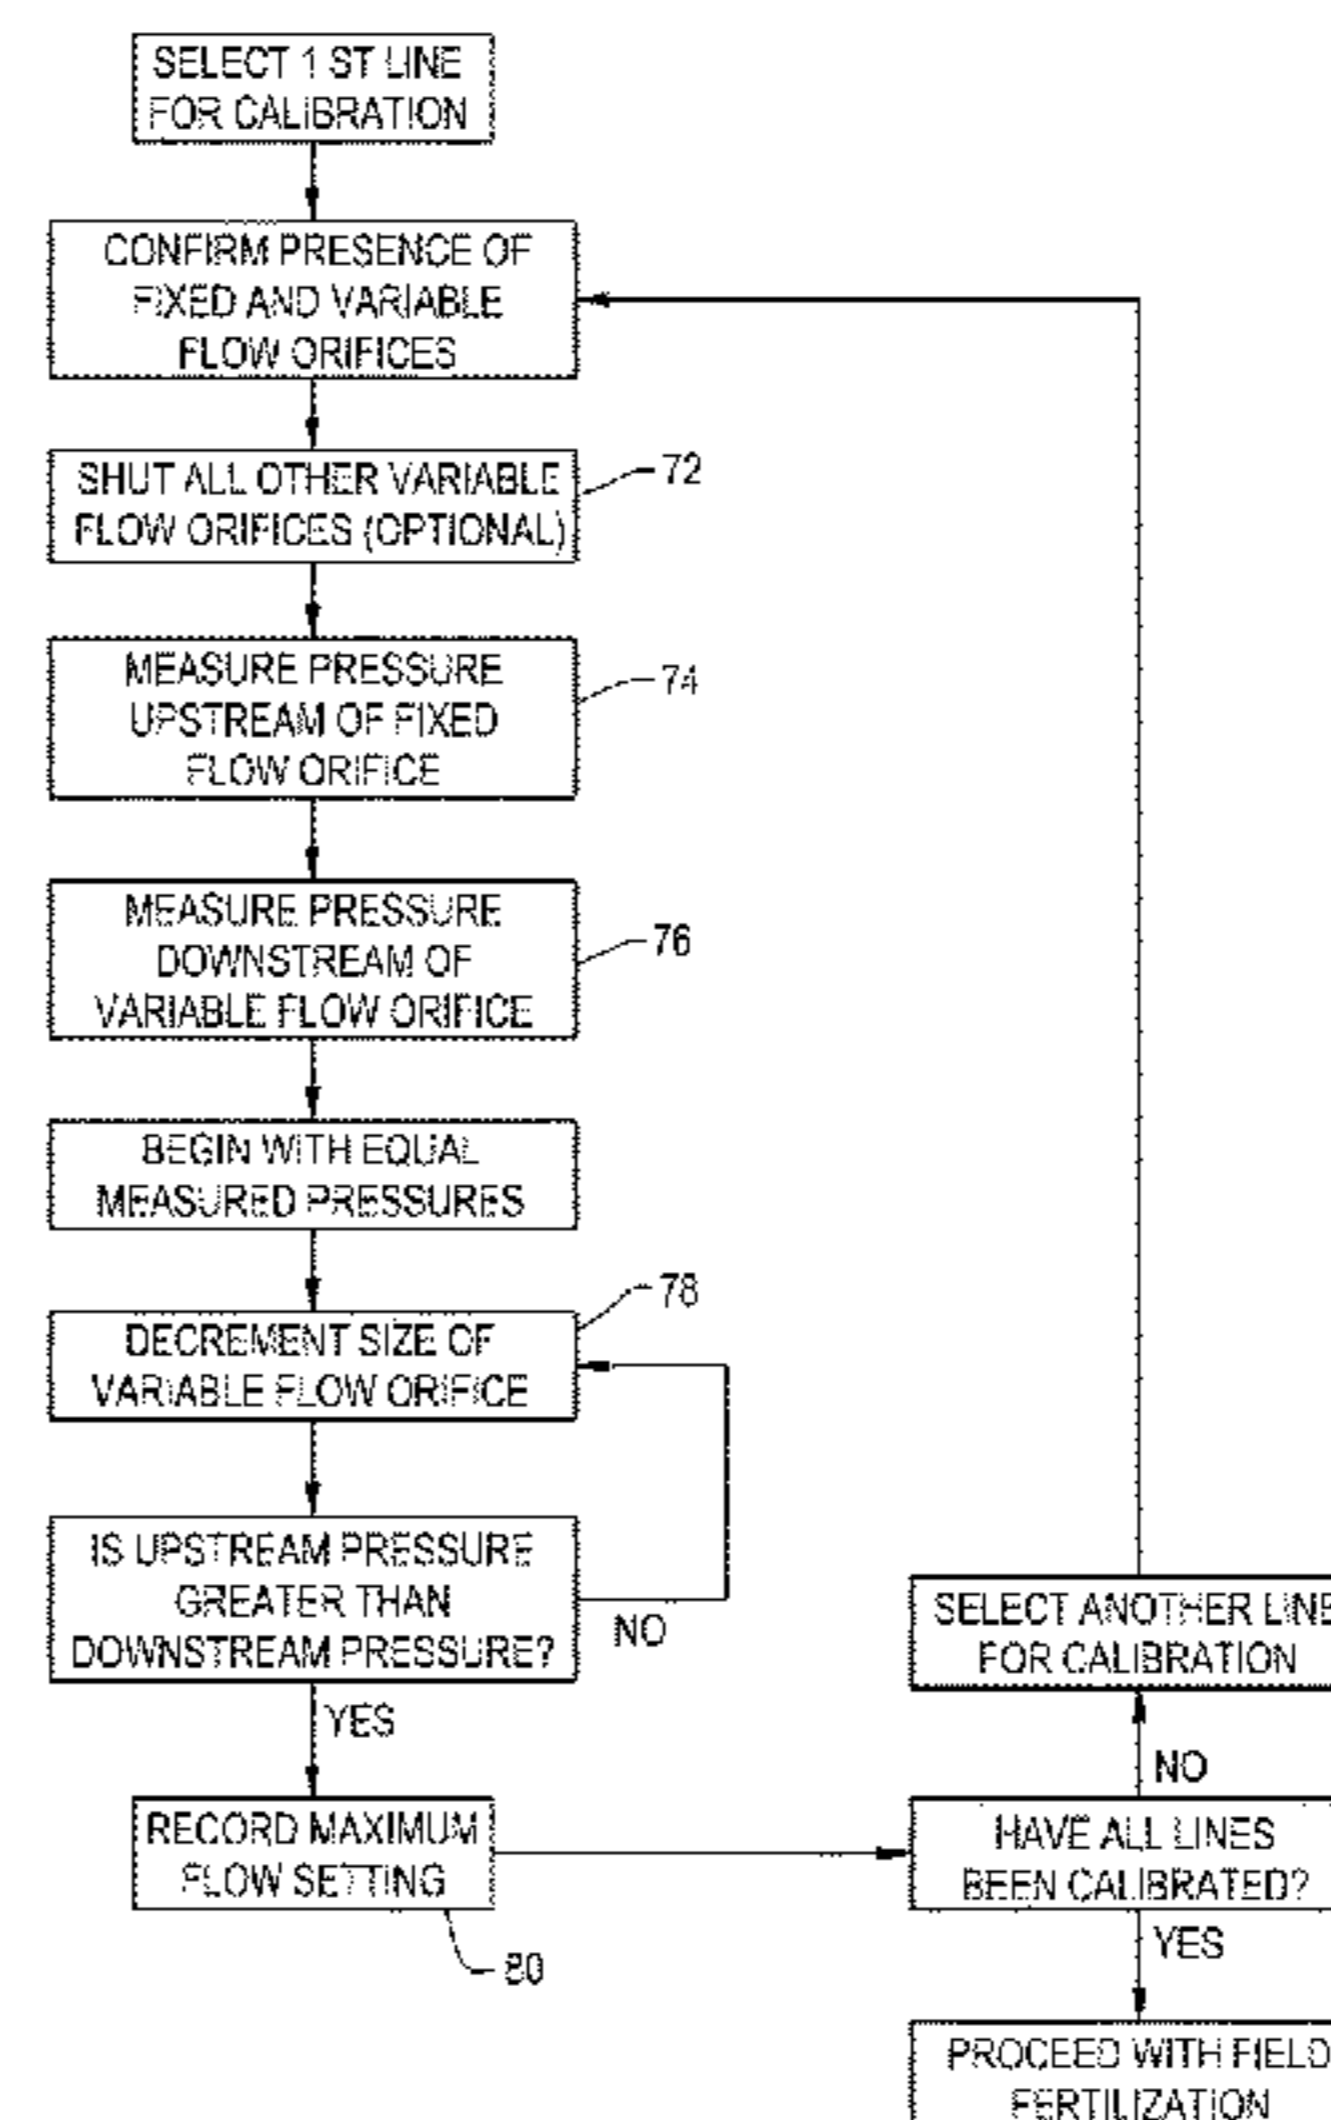 SELECT 1 ST LINE
FOR CALIBRATION
CONFIRM PRESENCE OF
FIXED AND VARIABLE
FLOW ORIFICES
SHUT ALL OTHER VARIABLE
FLOW ORIFICES (OPTIONAL)
72
MEASURE PRESSURE
UPSTREAM OF FIXED
FLOW ORIFICE
74
MEASURE PRESSURE
DOWNSTREAM OF
VARIABLE FLOW ORIFICE
76
BEGIN WITH EQUAL
MEASURED PRESSURES
78
DECREMENT SIZE OF
VARIABLE FLOW ORIFICE
IS UPSTREAM PRESSURE
GREATER THAN
DOWNSTREAM PRESSURE?
NO
YES
RECORD MAXIMUM
FLOW SETTING
80
SELECT ANOTHER LINE
FOR CALIBRATION
NO
HAVE ALL LINES
BEEN CALIBRATED?
YES
PROCEED WITH FIELD
FERTILIZATION